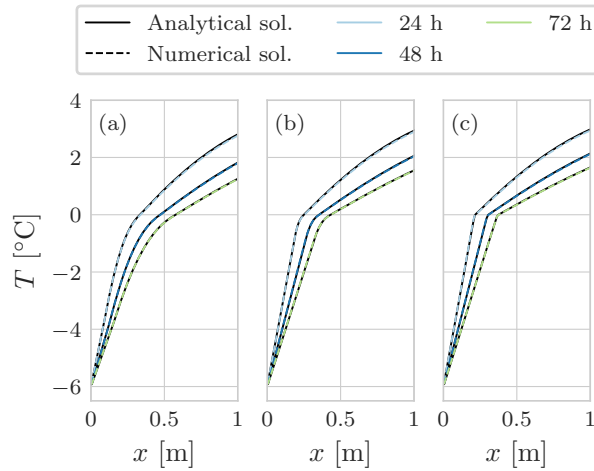 Analytical sol. 24 h 72 h
Numerical sol. 48 h
(a) (b) (c)
4
2
0
−2
−4
−6
T [°C]
0 0.5 1 0 0.5 1 0 0.5 1
x [m] x [m] x [m]